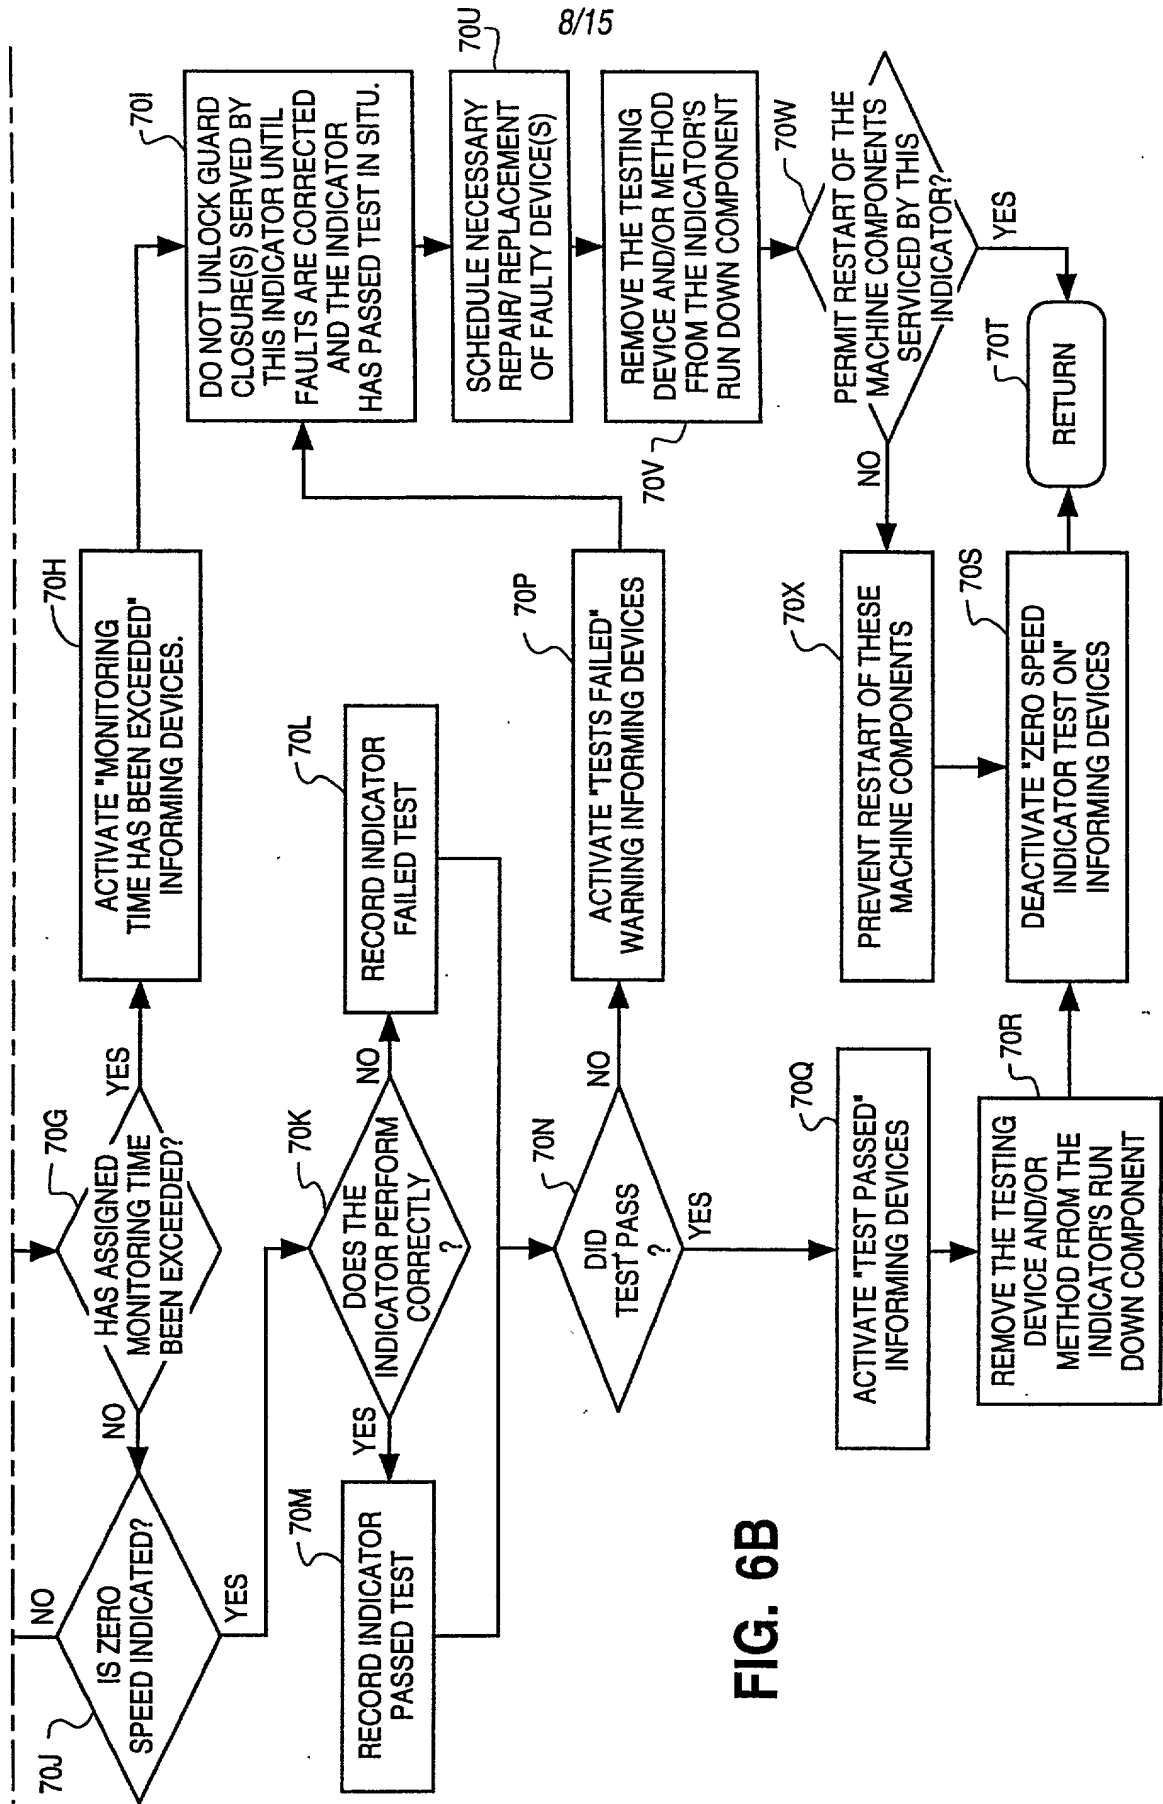 8/15
70G
HAS ASSIGNED
MONITORING TIME
BEEN EXCEEDED?
YES
NO
70H
ACTIVATE "MONITORING
TIME HAS BEEN EXCEEDED"
INFORMING DEVICES.
70I
DO NOT UNLOCK GUARD
CLOSURE(S) SERVED BY
THIS INDICATOR UNTIL
FAULTS ARE CORRECTED
AND THE INDICATOR
HAS PASSED TEST IN SITU.
70J
IS ZERO
SPEED INDICATED?
NO
YES
70K
DOES THE
INDICATOR PERFORM
CORRECTLY
?
NO
YES
70L
RECORD INDICATOR
FAILED TEST
70M
RECORD INDICATOR
PASSED TEST
70N
DID
TEST PASS
?
NO
YES
70P
ACTIVATE "TESTS FAILED"
WARNING INFORMING DEVICES
70U
SCHEDULE NECESSARY
REPAIR/ REPLACEMENT
OF FAULTY DEVICE(S)
70V
REMOVE THE TESTING
DEVICE AND/OR METHOD
FROM THE INDICATOR'S
RUN DOWN COMPONENT
70W
PERMIT RESTART OF THE
MACHINE COMPONENTS
SERVICED BY THIS
INDICATOR?
NO
YES
70X
PREVENT RESTART OF THESE
MACHINE COMPONENTS
70Q
ACTIVATE "TEST PASSED"
INFORMING DEVICES
70R
REMOVE THE TESTING
DEVICE AND/OR
METHOD FROM THE
INDICATOR'S RUN
DOWN COMPONENT
70S
DEACTIVATE "ZERO SPEED
INDICATOR TEST ON"
INFORMING DEVICES
70T
RETURN
FIG. 6B